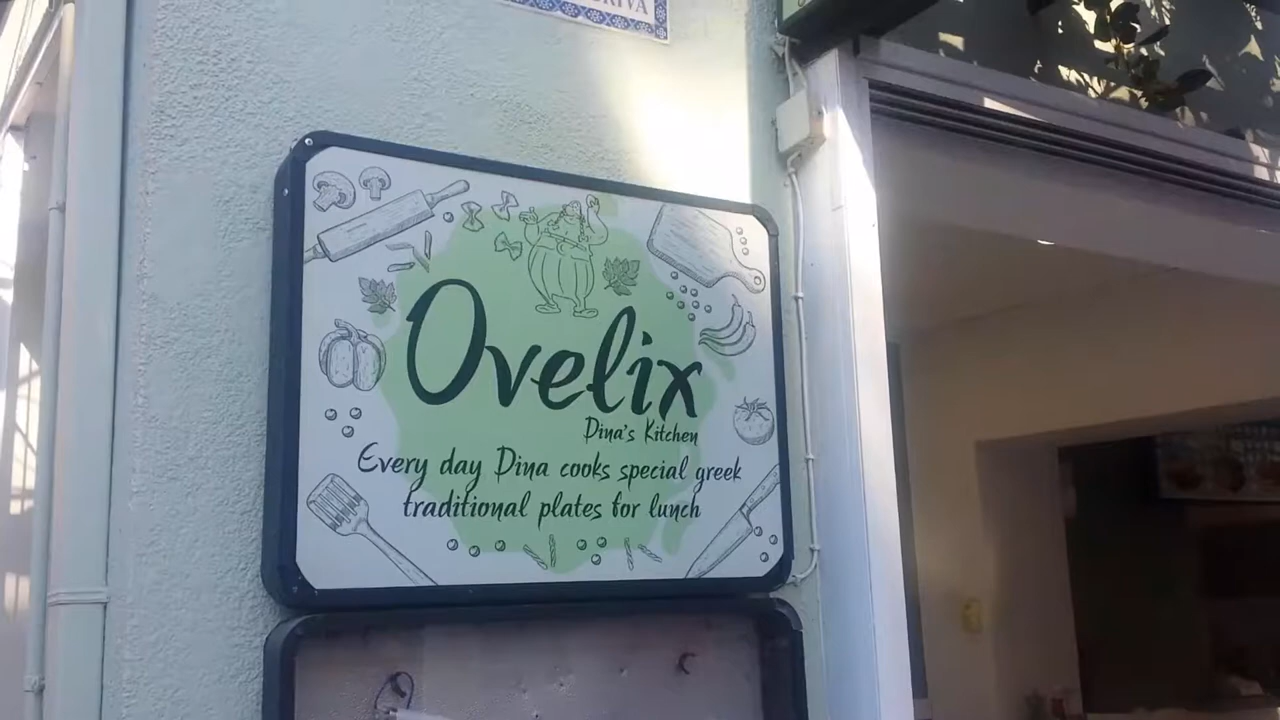 Ovelix
Dina's Kitchen
Every day Dina cooks special greek
traditional plates for lunch